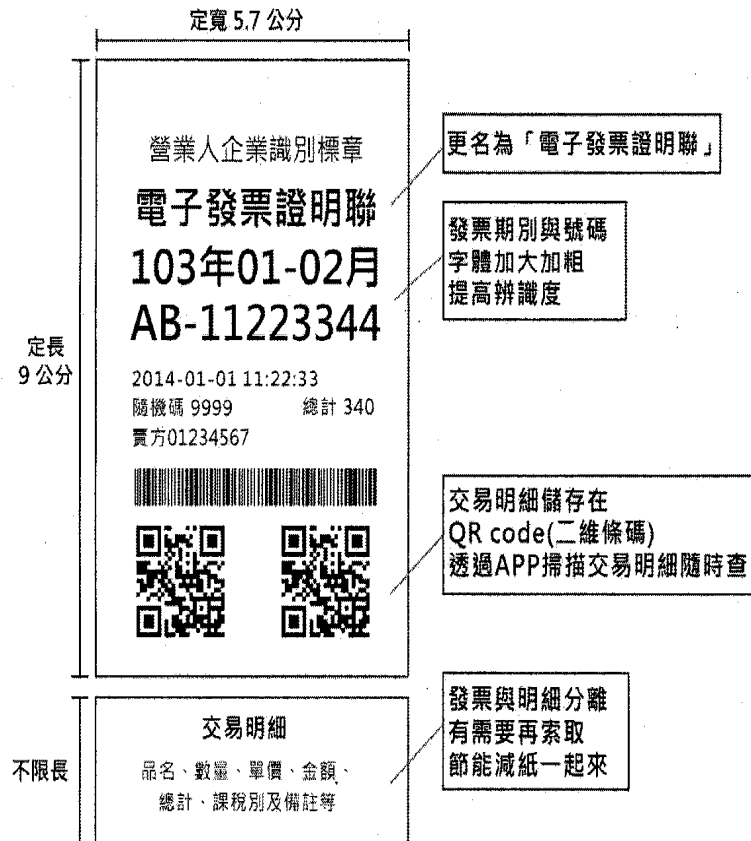 定寬 5.7 公分
營業人企業識別標章
電子發票證明聯
103年01-02月
AB-11223344
2014-01-01 11:22:33
隨機碼 9999 總計 340
賣方01234567
定長
9 公分
更名為「電子發票證明聯」
發票期別與號碼
字體加大加粗
提高辨識度
交易明細儲存在
QR code(二維條碼)
透過APP掃描交易明細隨時查
交易明細
品名、數量、單價、金額、
總計、課稅別及備註等
不限長
發票與明細分離
有需要再索取
節能減紙一起來